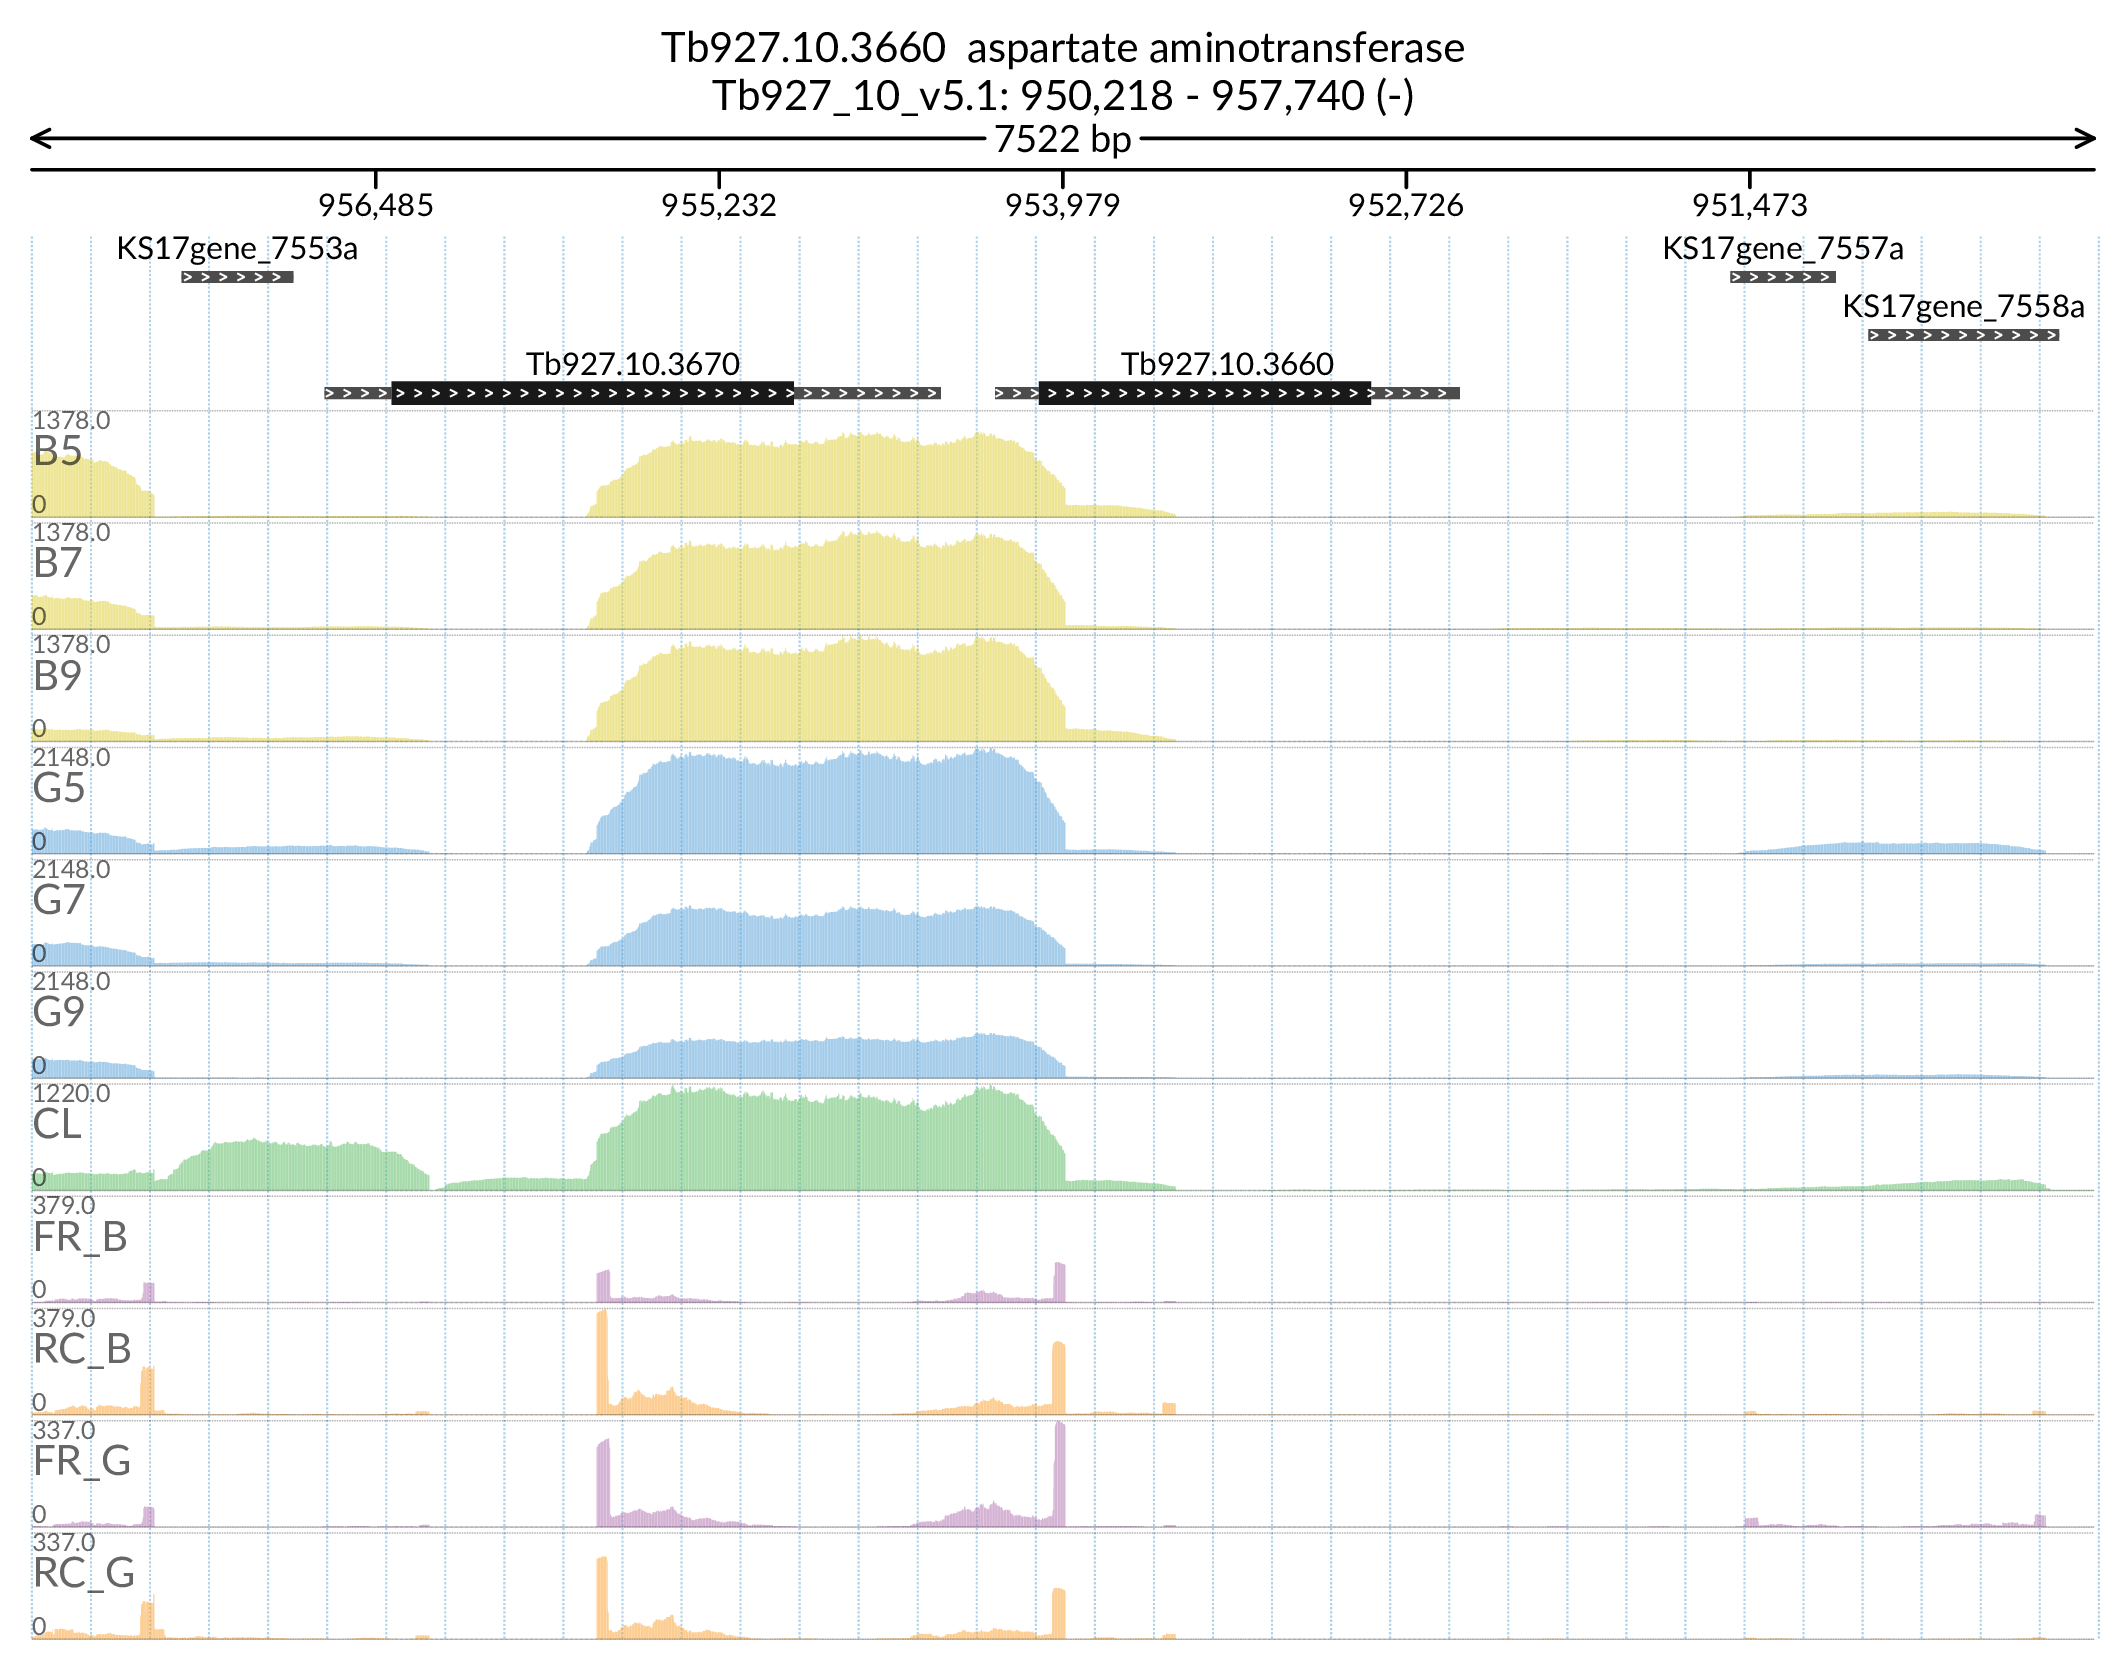 Tb927.10.3660  aspartate aminotransferase
Tb927_10_v5.1: 950,218 - 957,740 (-)
7522 bp
956,485 955,232 953,979 952,726 951,473
KS17gene_7553a KS17gene_7557a
KS17gene_7558a
Tb927.10.3670 Tb927.10.3660
1378.0
B5
0
1378.0
B7
0
1378.0
B9
0
2148.0
G5
0
2148.0
G7
0
2148.0
G9
0
1220.0
CL
0
379.0
FR_B
0
379.0
RC_B
0
337.0
FR_G
0
337.0
RC_G
0